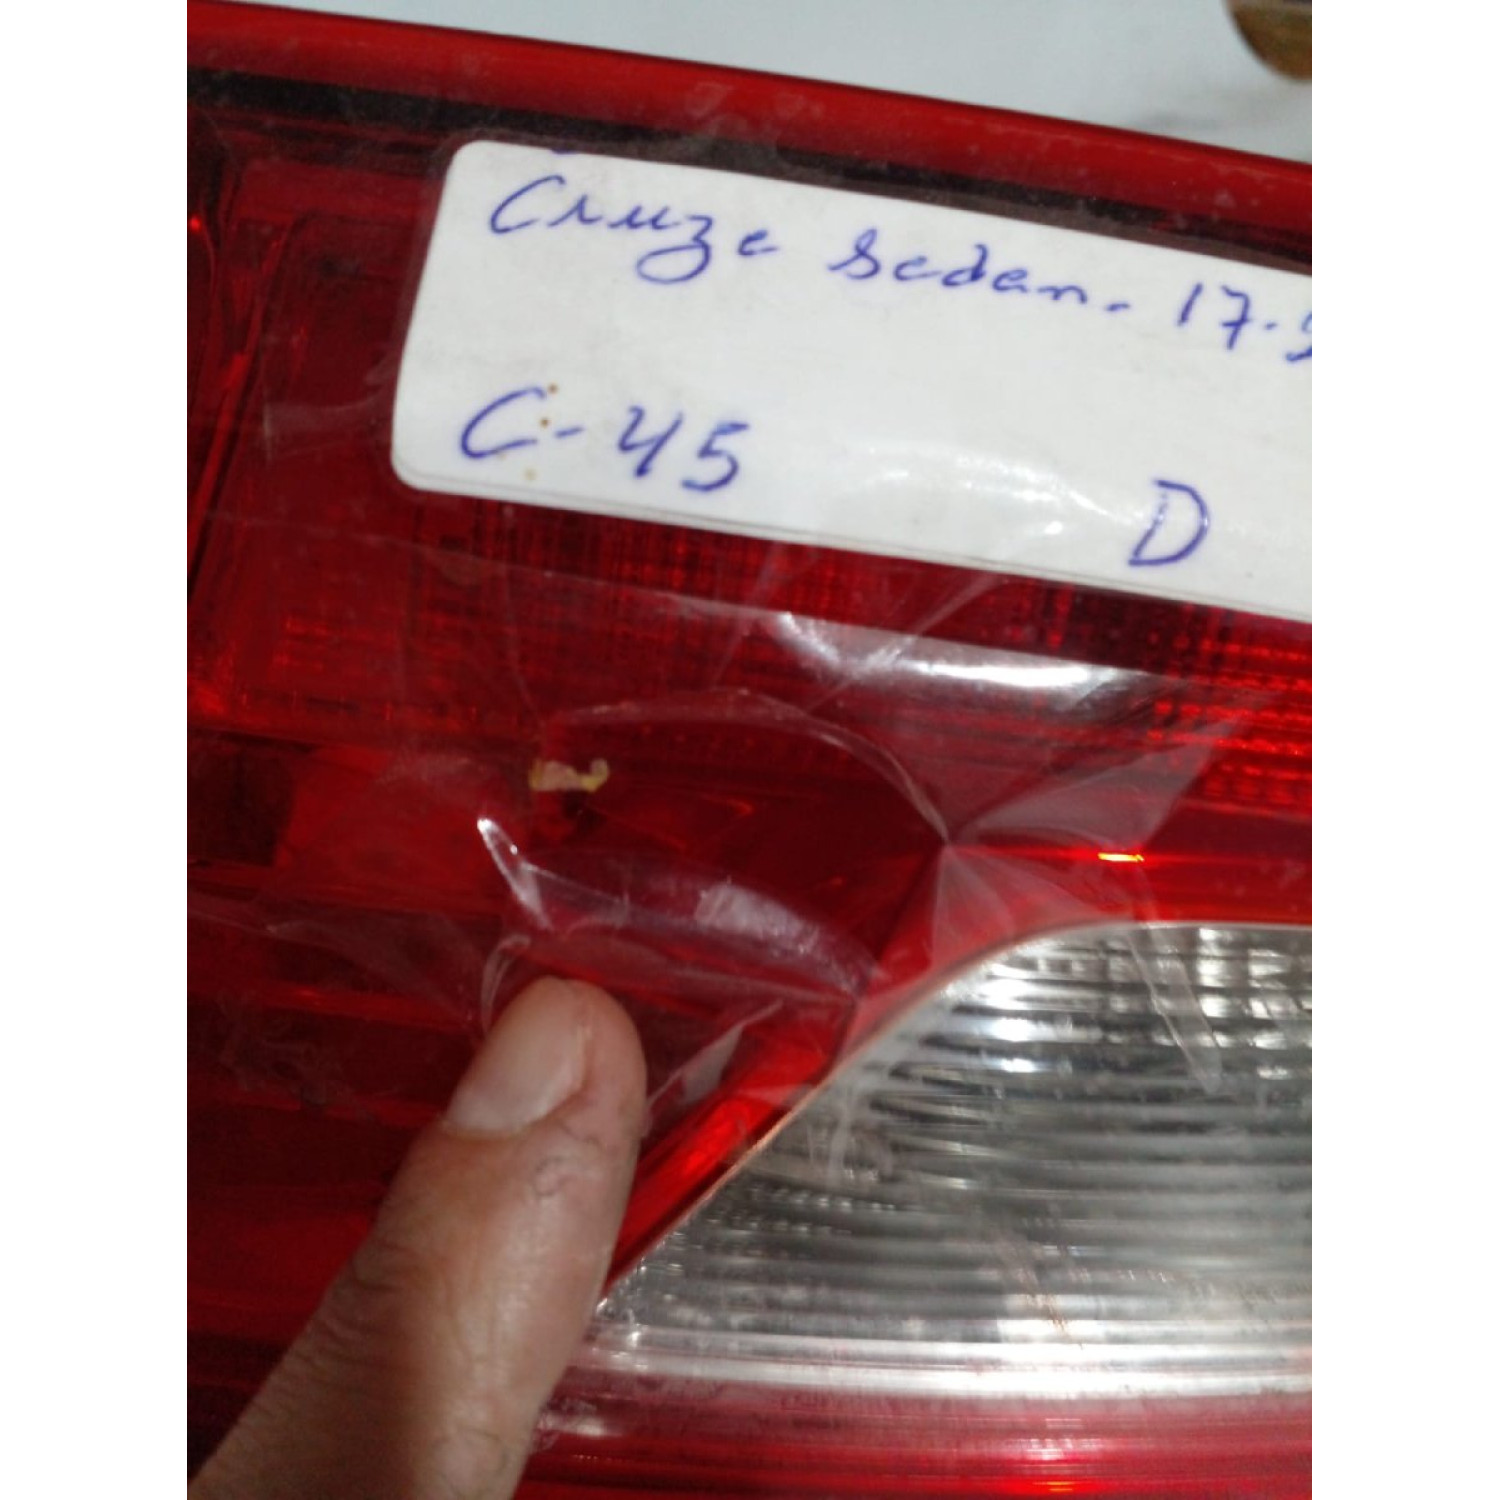 Cruze sedan. 17.
C-45
D